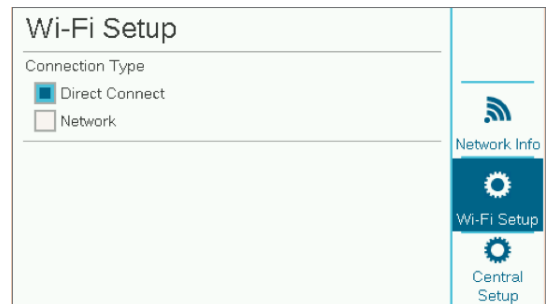 Wi-Fi Setup
Connection Type
Direct Connect
Network
Network Info
Wi-Fi Setup
Central
Setup